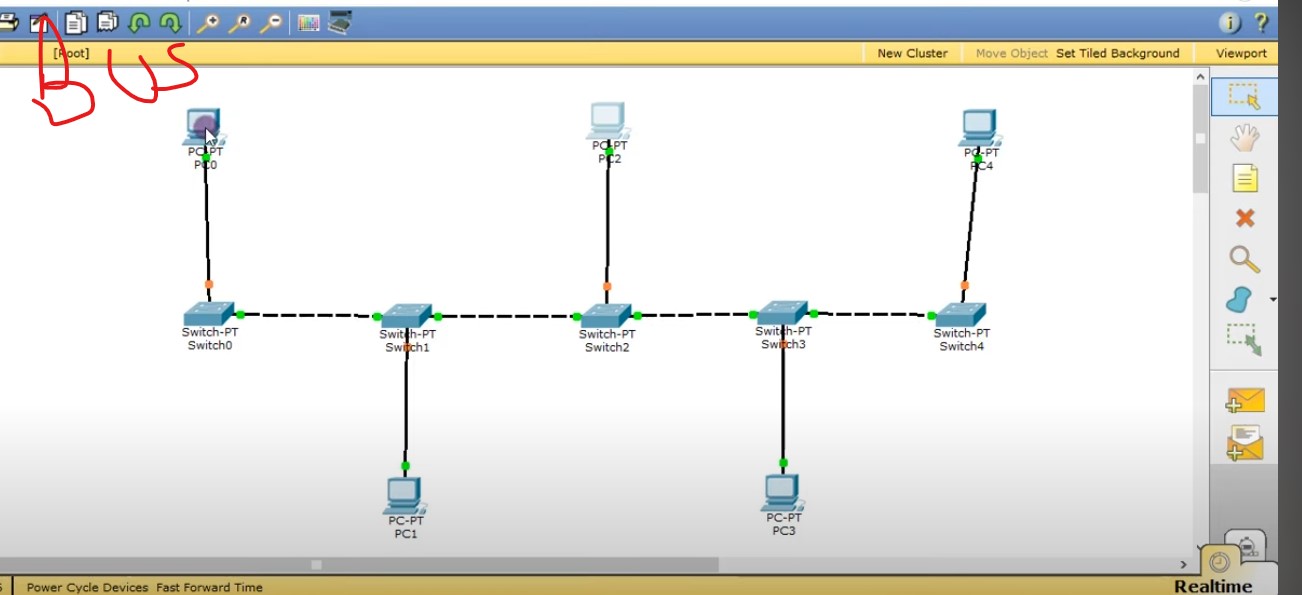 [Root] New Cluster Move Object Set Tiled Background Viewport
BUS
PC-PT
PC0
PC-PT
PC2
PC-PT
PC4
Switch-PT
Switch0
Switch-PT
Switch1
Switch-PT
Switch2
Switch-PT
Switch3
Switch-PT
Switch4
PC-PT
PC1
PC-PT
PC3
Power Cycle Devices Fast Forward Time
Realtime